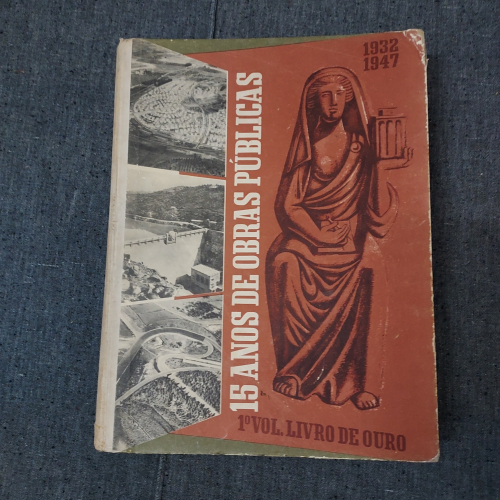 1932
1947
15 ANOS DE OBRAS PÚBLICAS
1º VOL. LIVRO DE OURO